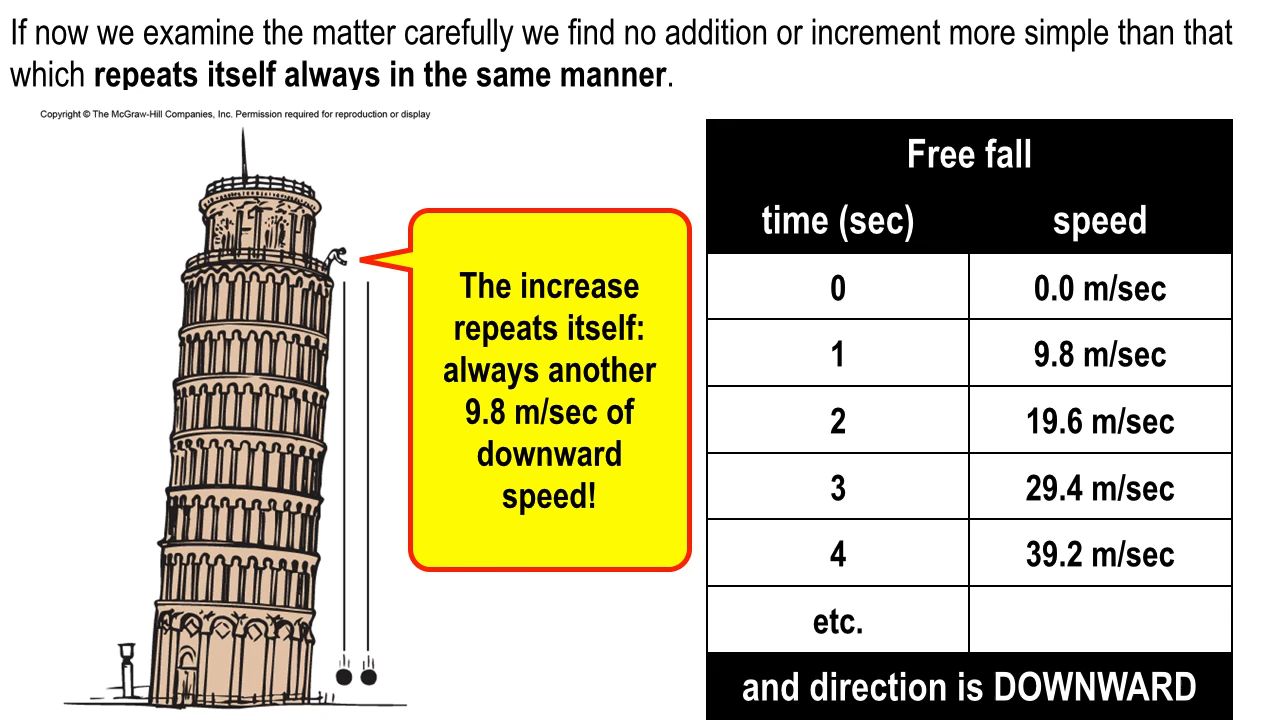 If now we examine the matter carefully we find no addition or increment more simple than that
which repeats itself always in the same manner.
Copyright © The McGraw-Hill Companies, Inc. Permission required for reproduction or display
The increase
repeats itself:
always another
9.8 m/sec of
downward
speed!
Free fall
time (sec) speed
0 0.0 m/sec
1 9.8 m/sec
2 19.6 m/sec
3 29.4 m/sec
4 39.2 m/sec
etc.
and direction is DOWNWARD